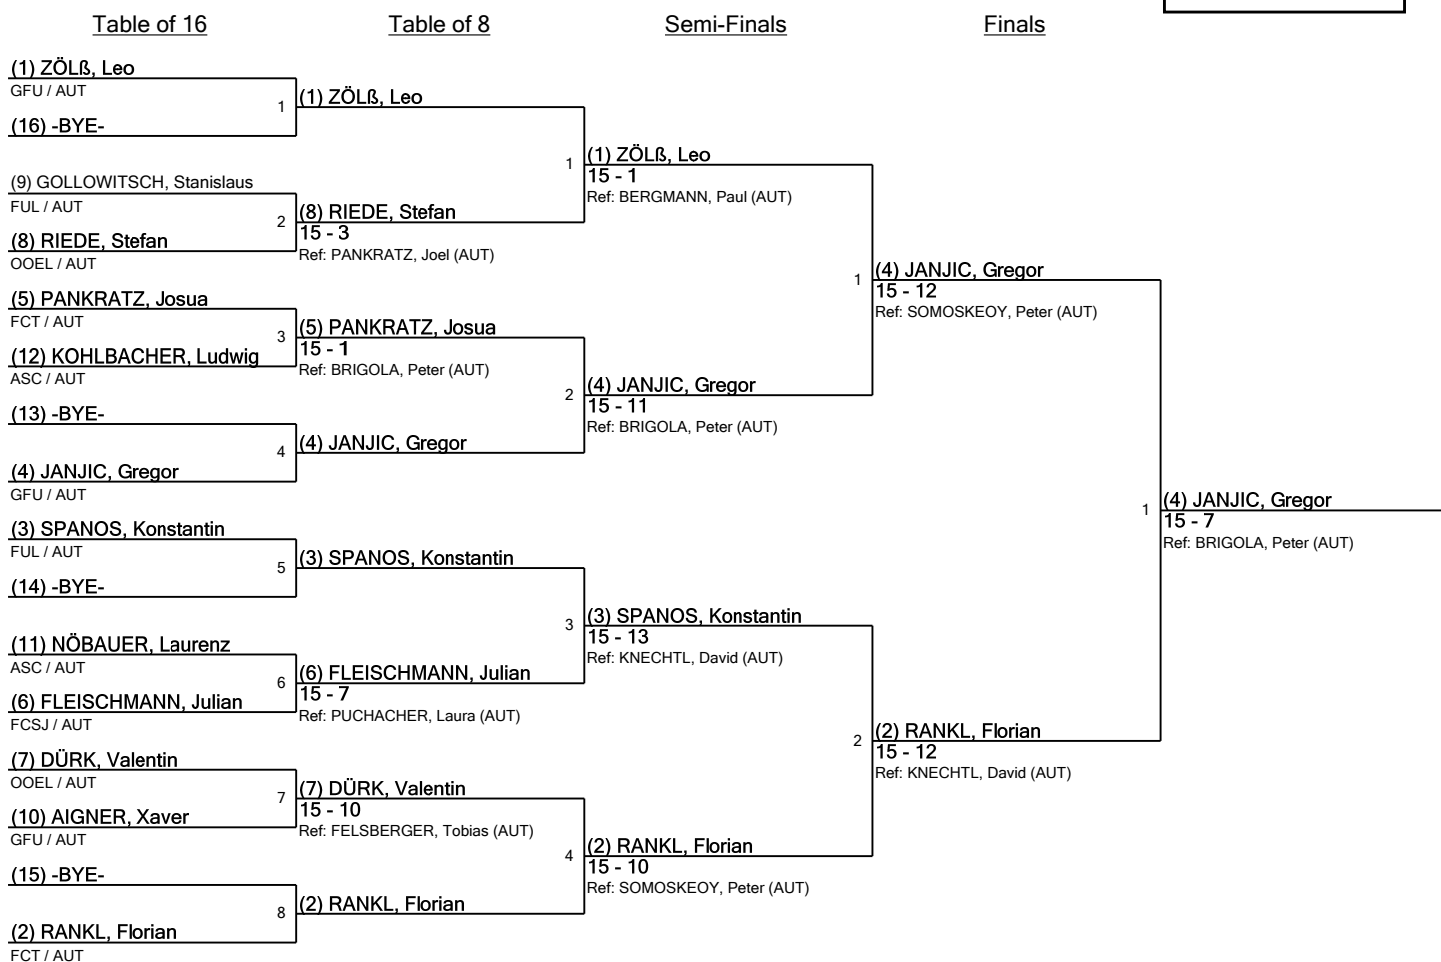 Table of 16
Table of 8
Semi-Finals
Finals
(1) ZÖLß, Leo
GFU / AUT
1
(16) -BYE-
(9) GOLLOWITSCH, Stanislaus
FUL / AUT
2
(8) RIEDE, Stefan
OOEL / AUT
(5) PANKRATZ, Josua
FCT / AUT
3
(12) KOHLBACHER, Ludwig
ASC / AUT
(13) -BYE-
4
(4) JANJIC, Gregor
GFU / AUT
(3) SPANOS, Konstantin
FUL / AUT
5
(14) -BYE-
(11) NÖBAUER, Laurenz
ASC / AUT
6
(6) FLEISCHMANN, Julian
FCSJ / AUT
(7) DÜRK, Valentin
OOEL / AUT
7
(10) AIGNER, Xaver
GFU / AUT
(15) -BYE-
8
(2) RANKL, Florian
FCT / AUT
(1) ZÖLß, Leo
1
(8) RIEDE, Stefan
15 - 3
Ref: PANKRATZ, Joel (AUT)
(5) PANKRATZ, Josua
15 - 1
Ref: BRIGOLA, Peter (AUT)
2
(4) JANJIC, Gregor
(3) SPANOS, Konstantin
3
(6) FLEISCHMANN, Julian
15 - 7
Ref: PUCHACHER, Laura (AUT)
(7) DÜRK, Valentin
15 - 10
Ref: FELSBERGER, Tobias (AUT)
4
(2) RANKL, Florian
(1) ZÖLß, Leo
15 - 1
Ref: BERGMANN, Paul (AUT)
1
(4) JANJIC, Gregor
15 - 11
Ref: BRIGOLA, Peter (AUT)
(3) SPANOS, Konstantin
15 - 13
Ref: KNECHTL, David (AUT)
2
(2) RANKL, Florian
15 - 10
Ref: SOMOSKEOY, Peter (AUT)
(4) JANJIC, Gregor
15 - 12
Ref: SOMOSKEOY, Peter (AUT)
1
(2) RANKL, Florian
15 - 12
Ref: KNECHTL, David (AUT)
(4) JANJIC, Gregor
15 - 7
Ref: BRIGOLA, Peter (AUT)